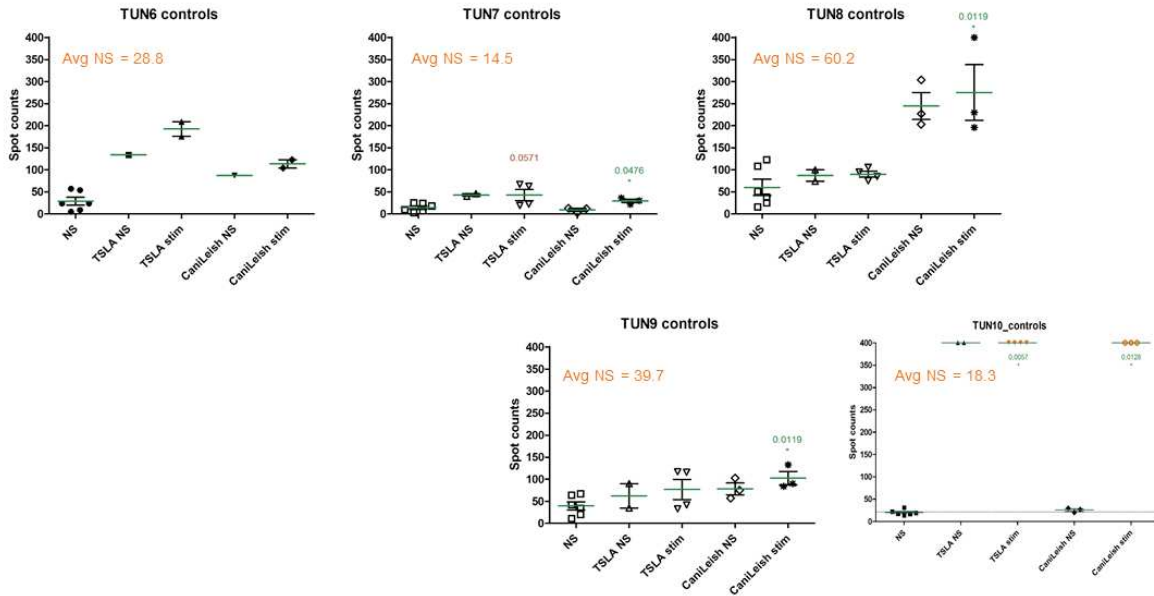 TUN6 controls
Avg NS = 28.8
Spot counts
400
350
300
250
200
150
100
50
0
NS
TSLA NS
TSLA stim
CaniLeish NS
CaniLeish stim
TUN7 controls
Avg NS = 14.5
0.0571
0.0476
*
Spot counts
400
350
300
250
200
150
100
50
0
NS
TSLA NS
TSLA stim
CaniLeish NS
CaniLeish stim
TUN8 controls
0.0119
*
Avg NS = 60.2
Spot counts
400
350
300
250
200
150
100
50
0
NS
TSLA NS
TSLA stim
CaniLeish NS
CaniLeish stim
TUN9 controls
Avg NS = 39.7
0.0119
*
Spot counts
400
350
300
250
200
150
100
50
0
NS
TSLA NS
TSLA stim
CaniLeish NS
CaniLeish stim
TUN10_controls
0.0057
*
0.0128
*
Avg NS = 18.3
Spot counts
400
350
300
250
200
150
100
50
0
NS
TSLA NS
TSLA stim
CaniLeish NS
CaniLeish stim